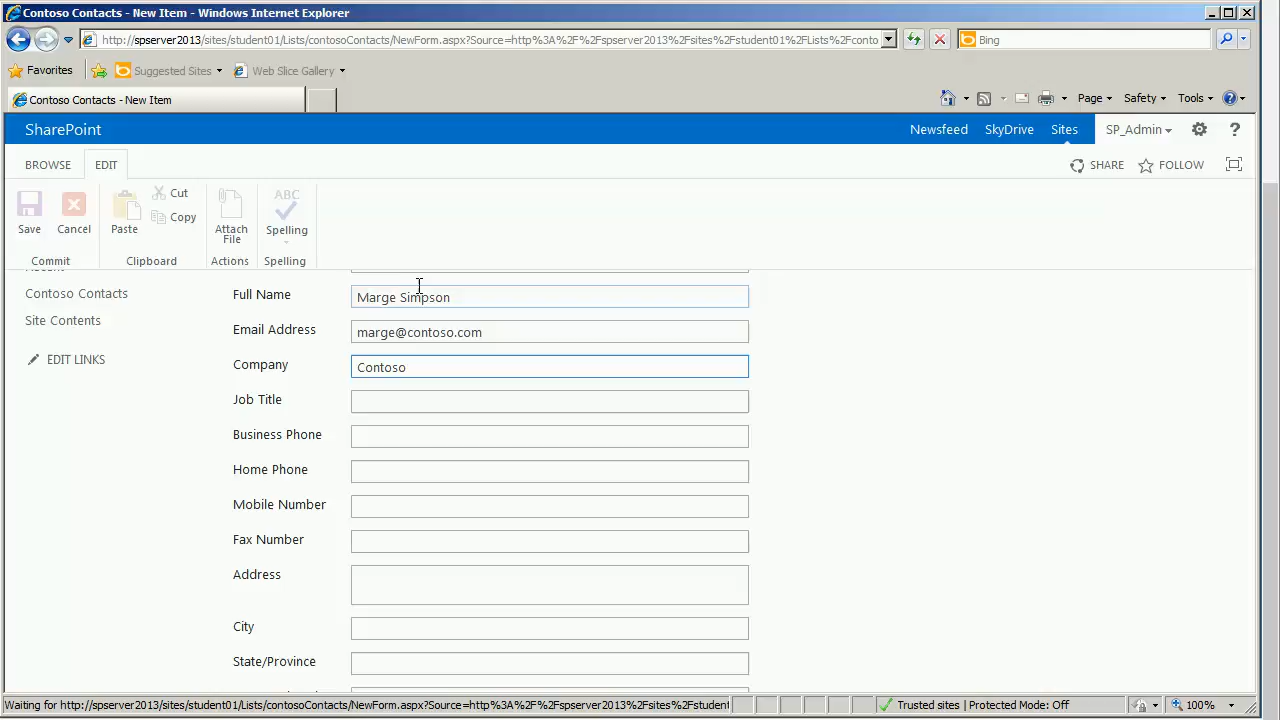 Contoso Contacts - New Item - Windows Internet Explorer
http://spserver2013/sites/student01/Lists/contosoContacts/NewForm.aspx?Source=http%3A%2F%2Fspserver2013%2Fsites%2Fstudent01%2FLists%2Fconto
Bing
Favorites
Suggested Sites
Web Slice Gallery
Contoso Contacts - New Item
Page
Safety
Tools
SharePoint
Newsfeed
SkyDrive
Sites
SP_Admin
BROWSE
EDIT
SHARE
FOLLOW
Save
Cancel
Paste
Cut
Copy
Attach
File
ABC
Spelling
Commit
Clipboard
Actions
Spelling
Contoso Contacts
Site Contents
EDIT LINKS
Full Name
Marge Simpson
Email Address
marge@contoso.com
Company
Contoso
Job Title
Business Phone
Home Phone
Mobile Number
Fax Number
Address
City
State/Province
Waiting for http://spserver2013/sites/student01/Lists/contosoContacts/NewForm.aspx?Source=http%3A%2F%2Fspserver2013%2Fsites%2Fstudent
Trusted sites | Protected Mode: Off
100%